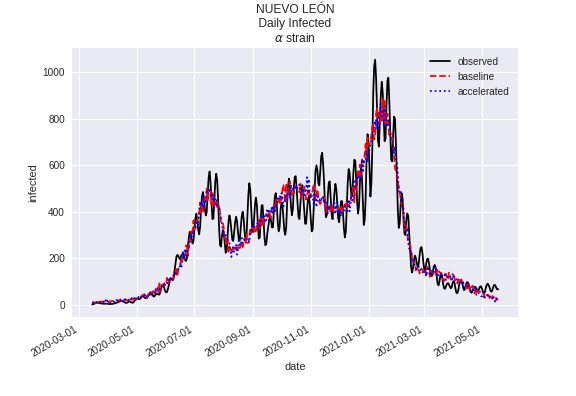 NUEVO LEÓN
Daily Infected
α strain
observed
baseline
accelerated
1000
800
600
400
200
0
infected
2020-03-01
2020-05-01
2020-07-01
2020-09-01
2020-11-01
2021-01-01
2021-03-01
2021-05-01
date